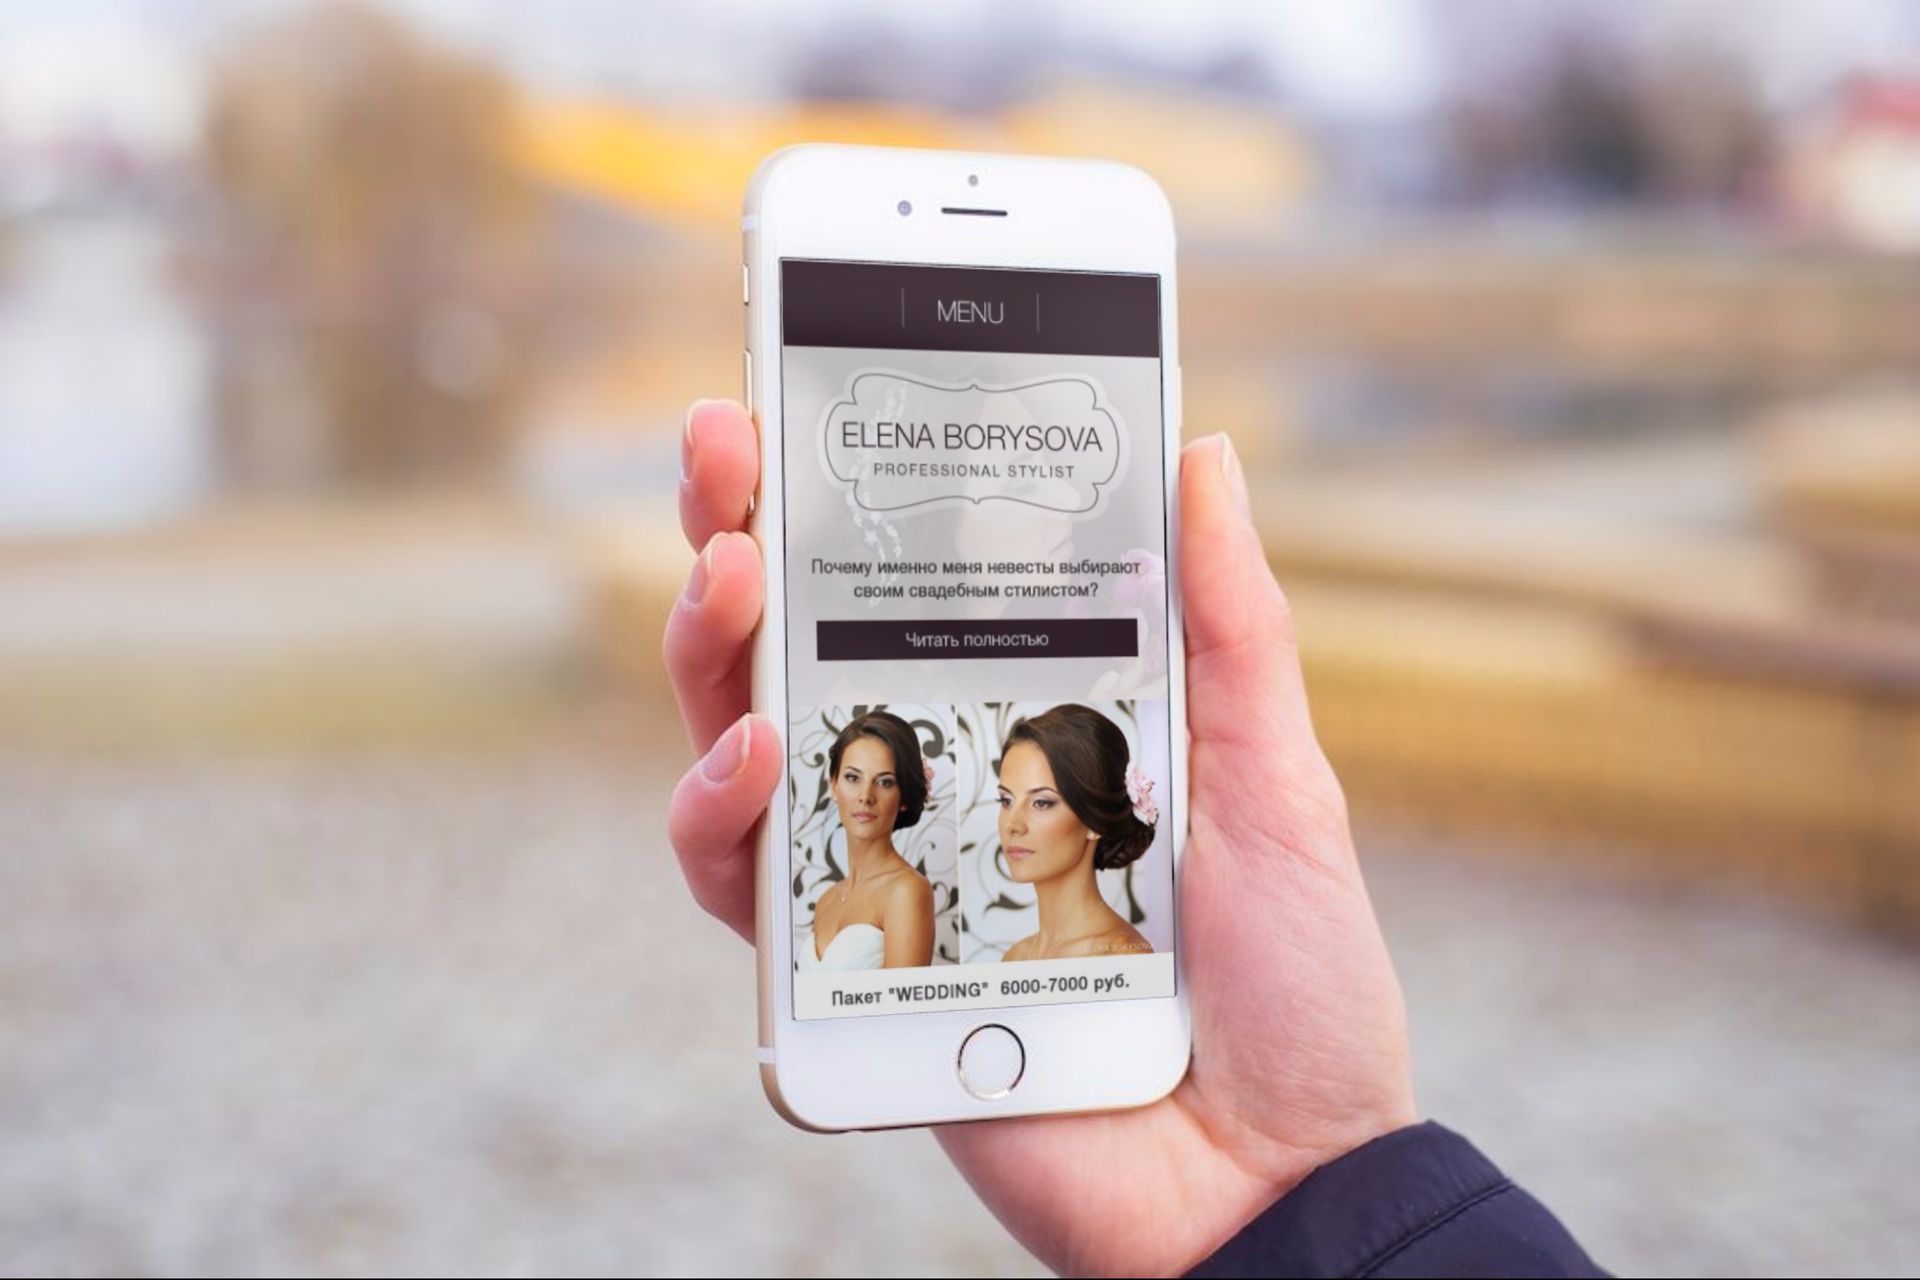 MENU
ELENA BORYSOVA
PROFESSIONAL STYLIST
Почему именно меня невесты выбирают
своим свадебным стилистом?
Читать полностью
ELENA BORYSOVA
Пакет "WEDDING" 6000-7000 руб.